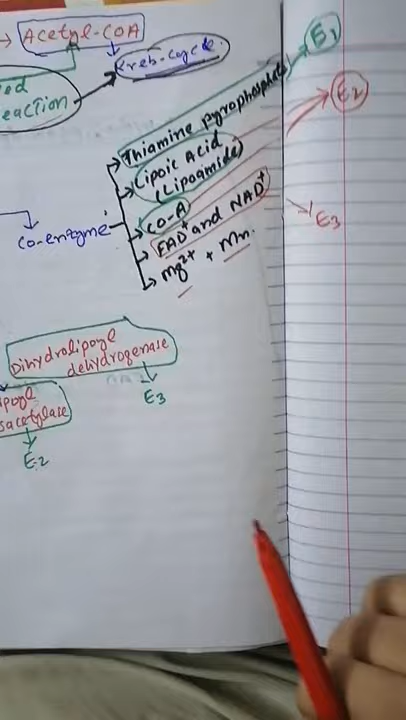 → Acetyl-COA
Kreb-cycle
eaction
Thiamine pyrophosphate
E1
Lipoic Acid
(Lipoamide)
E2
CO-A
co-enzyme
FAD+ and NAD+
E3
Mg2+ + Mn.
Dihydrolipoyl
dehydrogenase
E3
ipoyl
sacetylase
E2